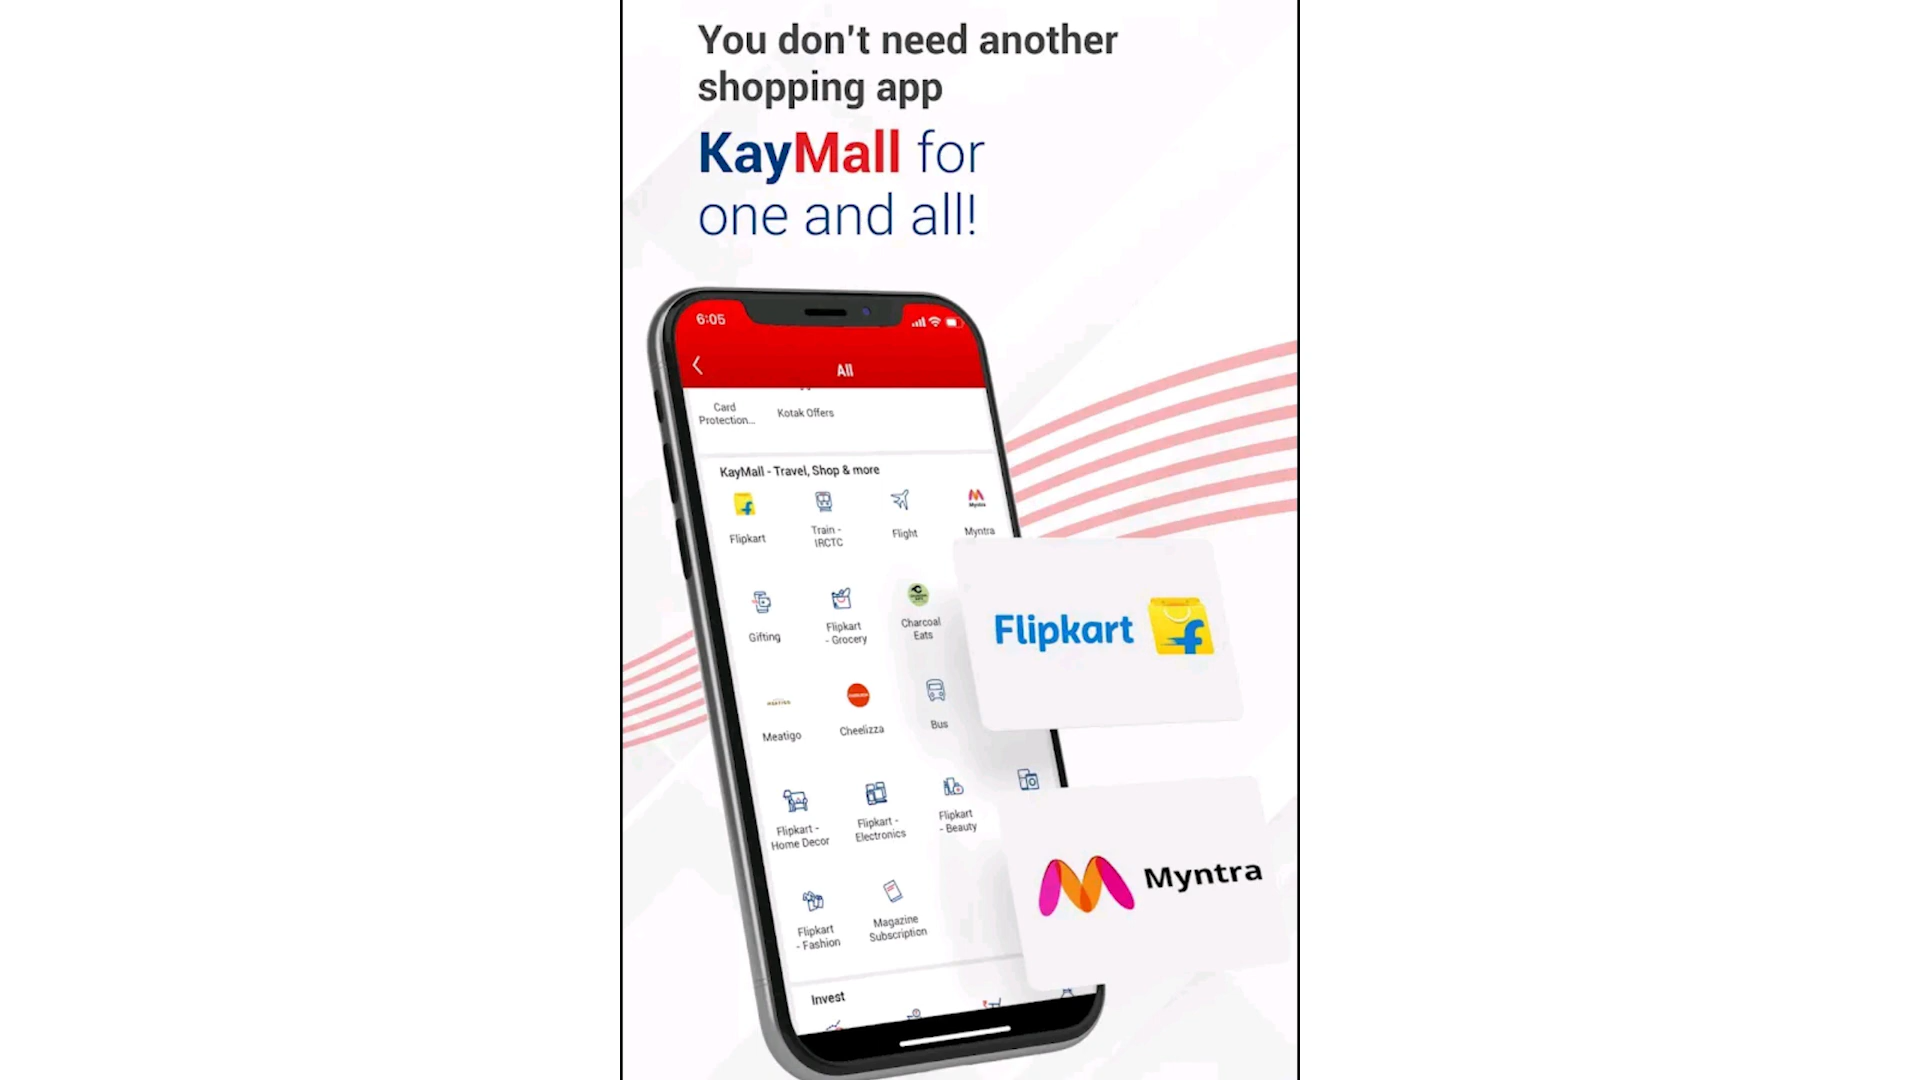 You don't need another
shopping app
KayMall for
one and all!
6:05
All
Card
Protection...
Kotak Offers
KayMall - Travel, Shop & more
Flipkart
Train -
IRCTC
Flight
Myntra
Myntra
Gifting
Flipkart
- Grocery
Charcoal
Eats
Flipkart
Meatigo
Cheelizza
Bus
Flipkart -
Home Decor
Flipkart -
Electronics
Flipkart
- Beauty
Myntra
Flipkart
- Fashion
Magazine
Subscription
Invest